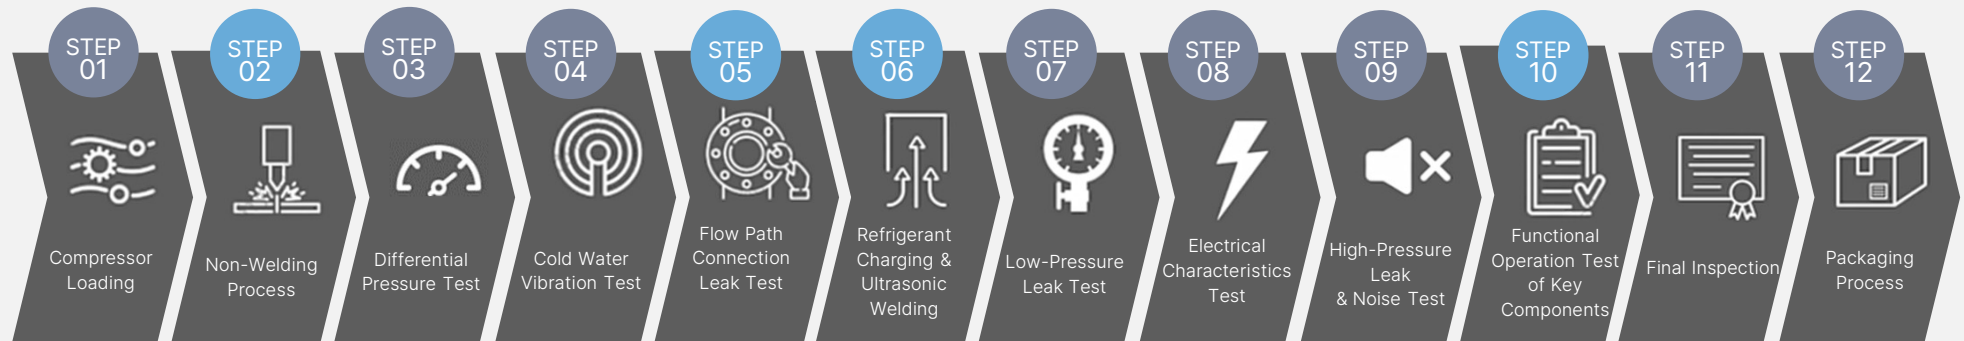 STEP
01
Compressor
Loading
STEP
02
Non-Welding
Process
STEP
03
Differential
Pressure Test
STEP
04
Cold Water
Vibration Test
STEP
05
Flow Path
Connection
Leak Test
STEP
06
Refrigerant
Charging &
Ultrasonic
Welding
STEP
07
Low-Pressure
Leak Test
STEP
08
Electrical
Characteristics
Test
STEP
09
High-Pressure
Leak
& Noise Test
STEP
10
Functional
Operation Test
of Key
Components
STEP
11
Final Inspection
STEP
12
Packaging
Process